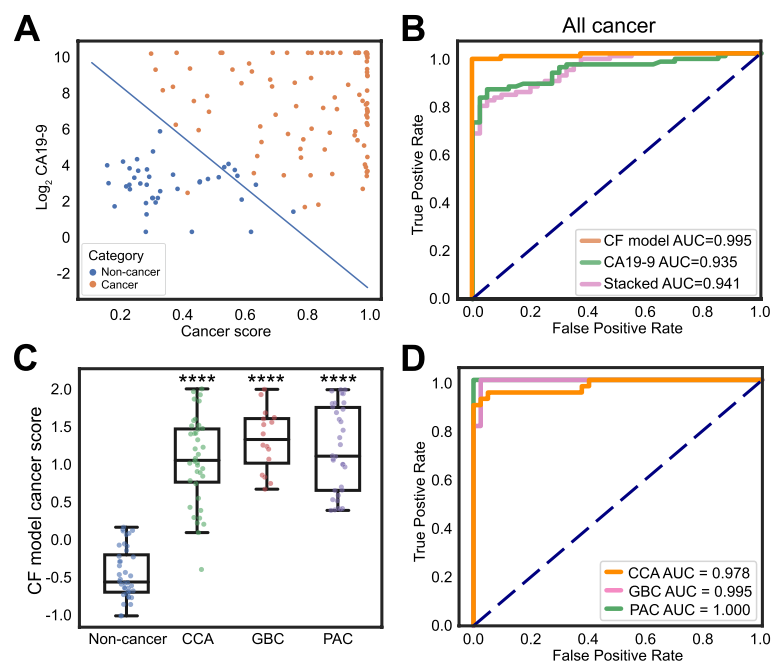 A
Log2 CA19-9
10
8
6
4
2
0
-2
Category
Non-cancer
Cancer
0.2
0.4
0.6
0.8
1.0
Cancer score
B
All cancer
True Postive Rate
1.0
0.8
0.6
0.4
0.2
0.0
CF model AUC=0.995
CA19-9 AUC=0.935
Stacked AUC=0.941
0.0
0.2
0.4
0.6
0.8
1.0
False Positive Rate
C
CF model cancer score
2.0
1.5
1.0
0.5
0.0
-0.5
-1.0
****
****
****
Non-cancer
CCA
GBC
PAC
D
True Postive Rate
1.0
0.8
0.6
0.4
0.2
0.0
CCA AUC = 0.978
GBC AUC = 0.995
PAC AUC = 1.000
0.0
0.2
0.4
0.6
0.8
1.0
False Positive Rate